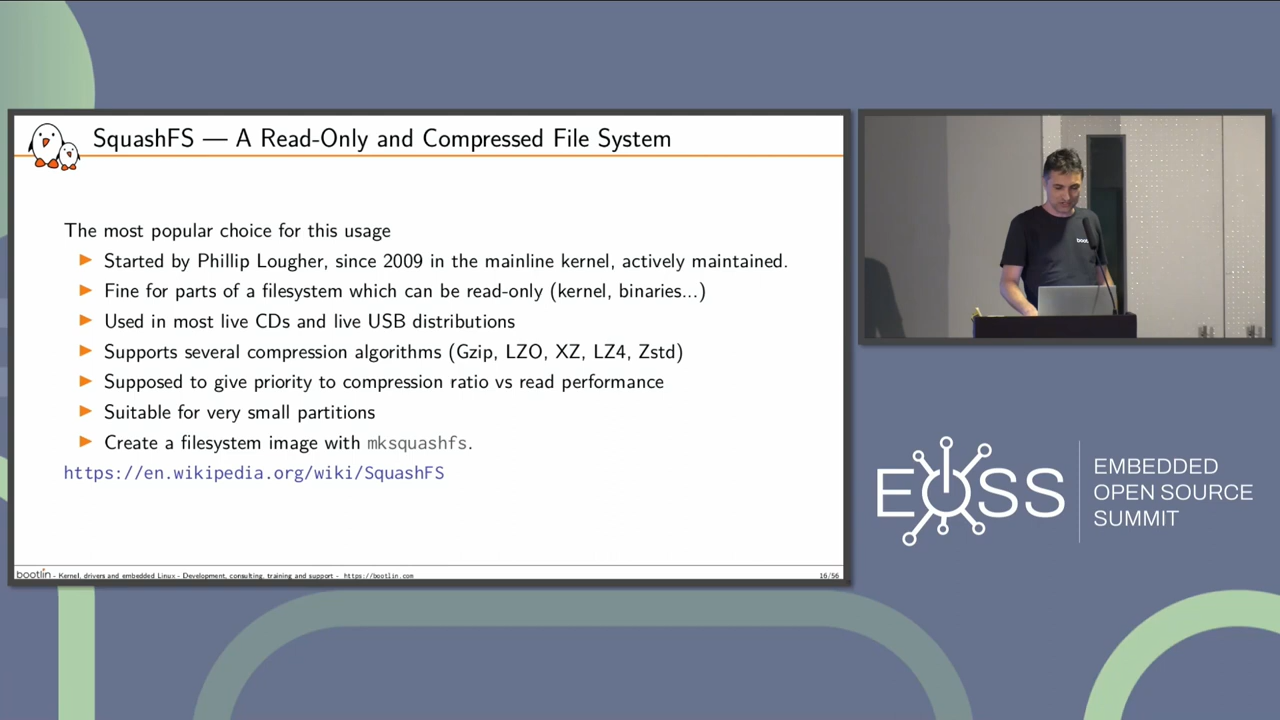 SquashFS — A Read-Only and Compressed File System
The most popular choice for this usage
Started by Phillip Lougher, since 2009 in the mainline kernel, actively maintained.
Fine for parts of a filesystem which can be read-only (kernel, binaries...)
Used in most live CDs and live USB distributions
Supports several compression algorithms (Gzip, LZO, XZ, LZ4, Zstd)
Supposed to give priority to compression ratio vs read performance
Suitable for very small partitions
Create a filesystem image with mksquashfs.
https://en.wikipedia.org/wiki/SquashFS
bootlin - Kernel, drivers and embedded Linux - Development, consulting, training and support - https://bootlin.com
16/56
EOSS
EMBEDDED
OPEN SOURCE
SUMMIT